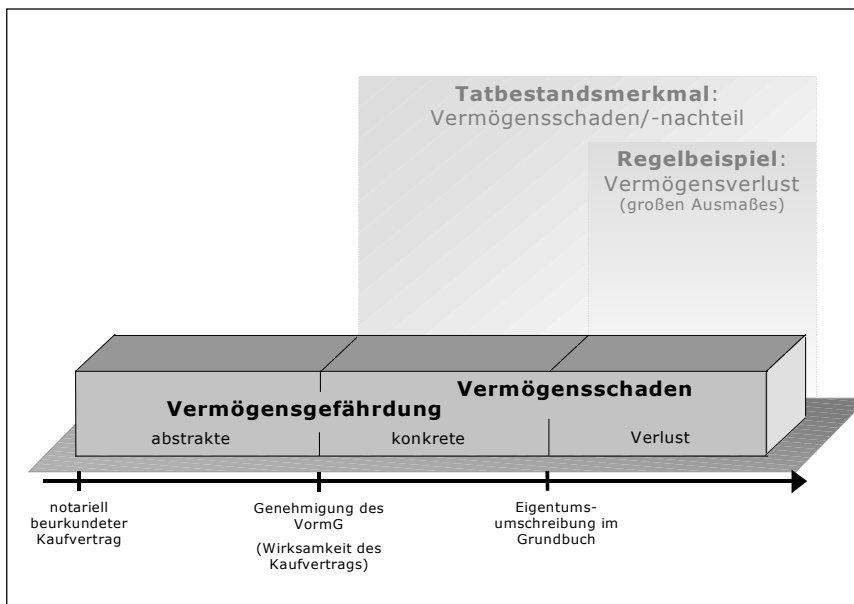 Tatbestandsmerkmal:
Vermögensschaden/-nachteil
Regelbeispiel:
Vermögensverlust
(großen Ausmaßes)
Vermögensschaden
Vermögensgefährdung
abstrakte
konkrete
Verlust
notariell
beurkundeter
Kaufvertrag
Genehmigung des
VormG
(Wirksamkeit des
Kaufvertrags)
Eigentums-
umschreibung im
Grundbuch